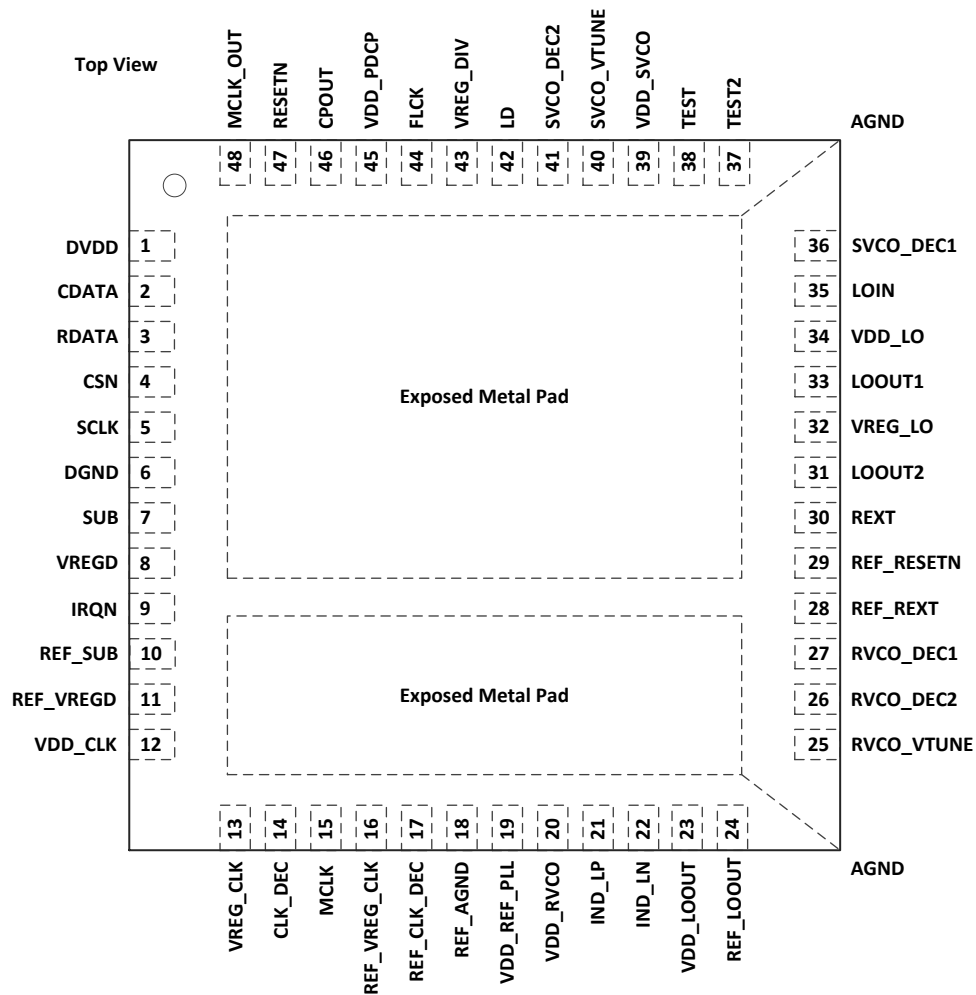 Top View
MCLK_OUT
RESETN
CPOUT
VDD_PDCP
FLCK
VREG_DIV
LD
SVCO_DEC2
SVCO_VTUNE
VDD_SVCO
TEST
TEST2
AGND
48
47
46
45
44
43
42
41
40
39
38
37
DVDD 1
CDATA 2
RDATA 3
CSN 4
SCLK 5
DGND 6
SUB 7
VREGD 8
IRQN 9
REF_SUB 10
REF_VREGD 11
VDD_CLK 12
Exposed Metal Pad
Exposed Metal Pad
36 SVCO_DEC1
35 LOIN
34 VDD_LO
33 LOOUT1
32 VREG_LO
31 LOOUT2
30 REXT
29 REF_RESETN
28 REF_REXT
27 RVCO_DEC1
26 RVCO_DEC2
25 RVCO_VTUNE
13
14
15
16
17
18
19
20
21
22
23
24
VREG_CLK
CLK_DEC
MCLK
REF_VREG_CLK
REF_CLK_DEC
REF_AGND
VDD_REF_PLL
VDD_RVCO
IND_LP
IND_LN
VDD_LOOUT
REF_LOOUT
AGND